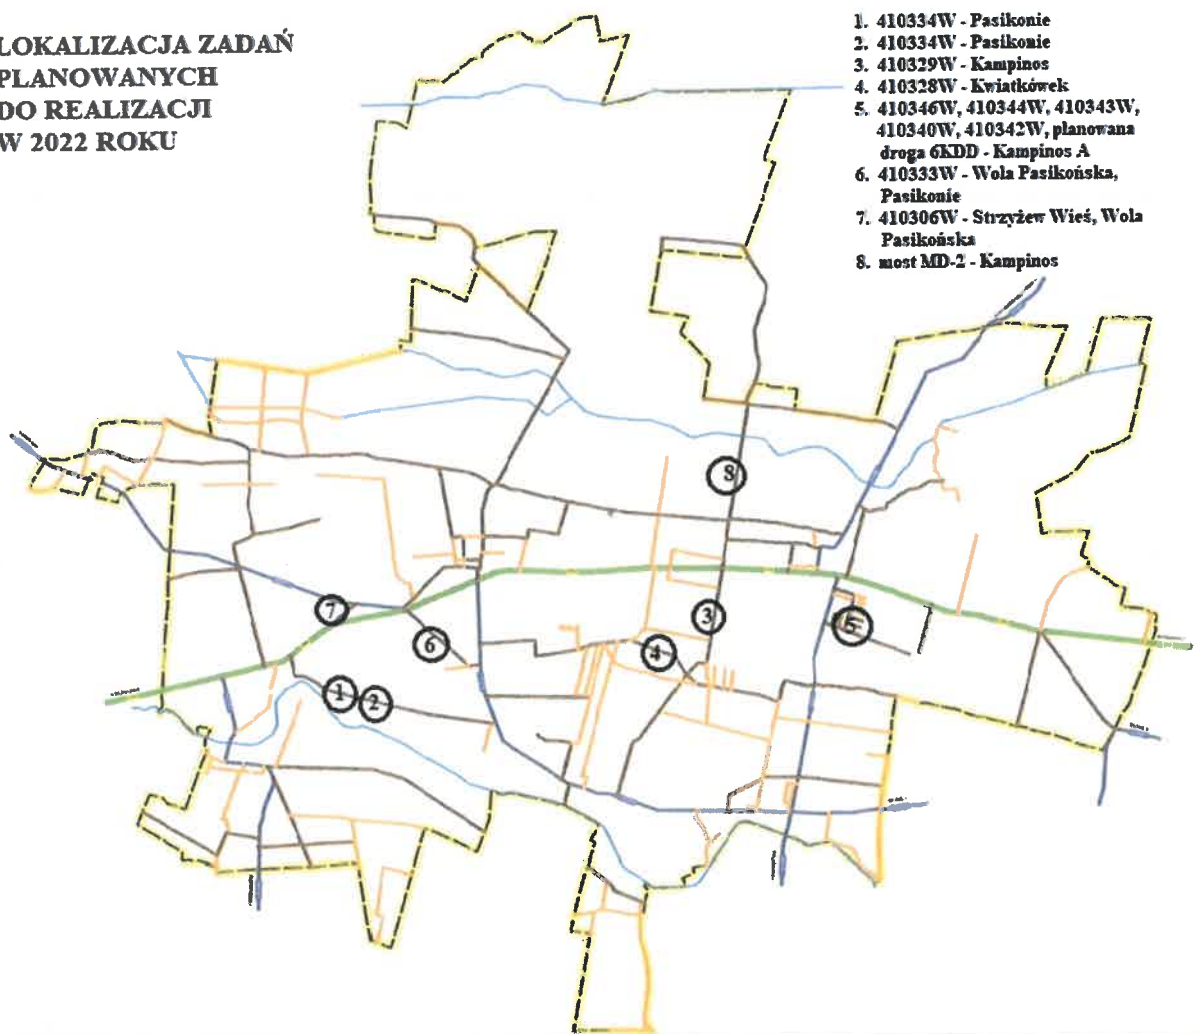 LOKALIZACJA ZADAŃ
PLANOWANYCH
DO REALIZACJI
W 2022 ROKU
1. 410334W - Pasikonie
2. 410334W - Pasikonie
3. 410329W - Kampinos
4. 410328W - Kwiatkówek
5. 410346W, 410344W, 410343W,
410340W, 410342W, planowana
droga 6KDD - Kampinos A
6. 410333W - Wola Pasikońska,
Pasikonie
7. 410306W - Strzyżew Wieś, Wola
Pasikońska
8. most MD-2 - Kampinos
8
7
3
5
6
4
1
2